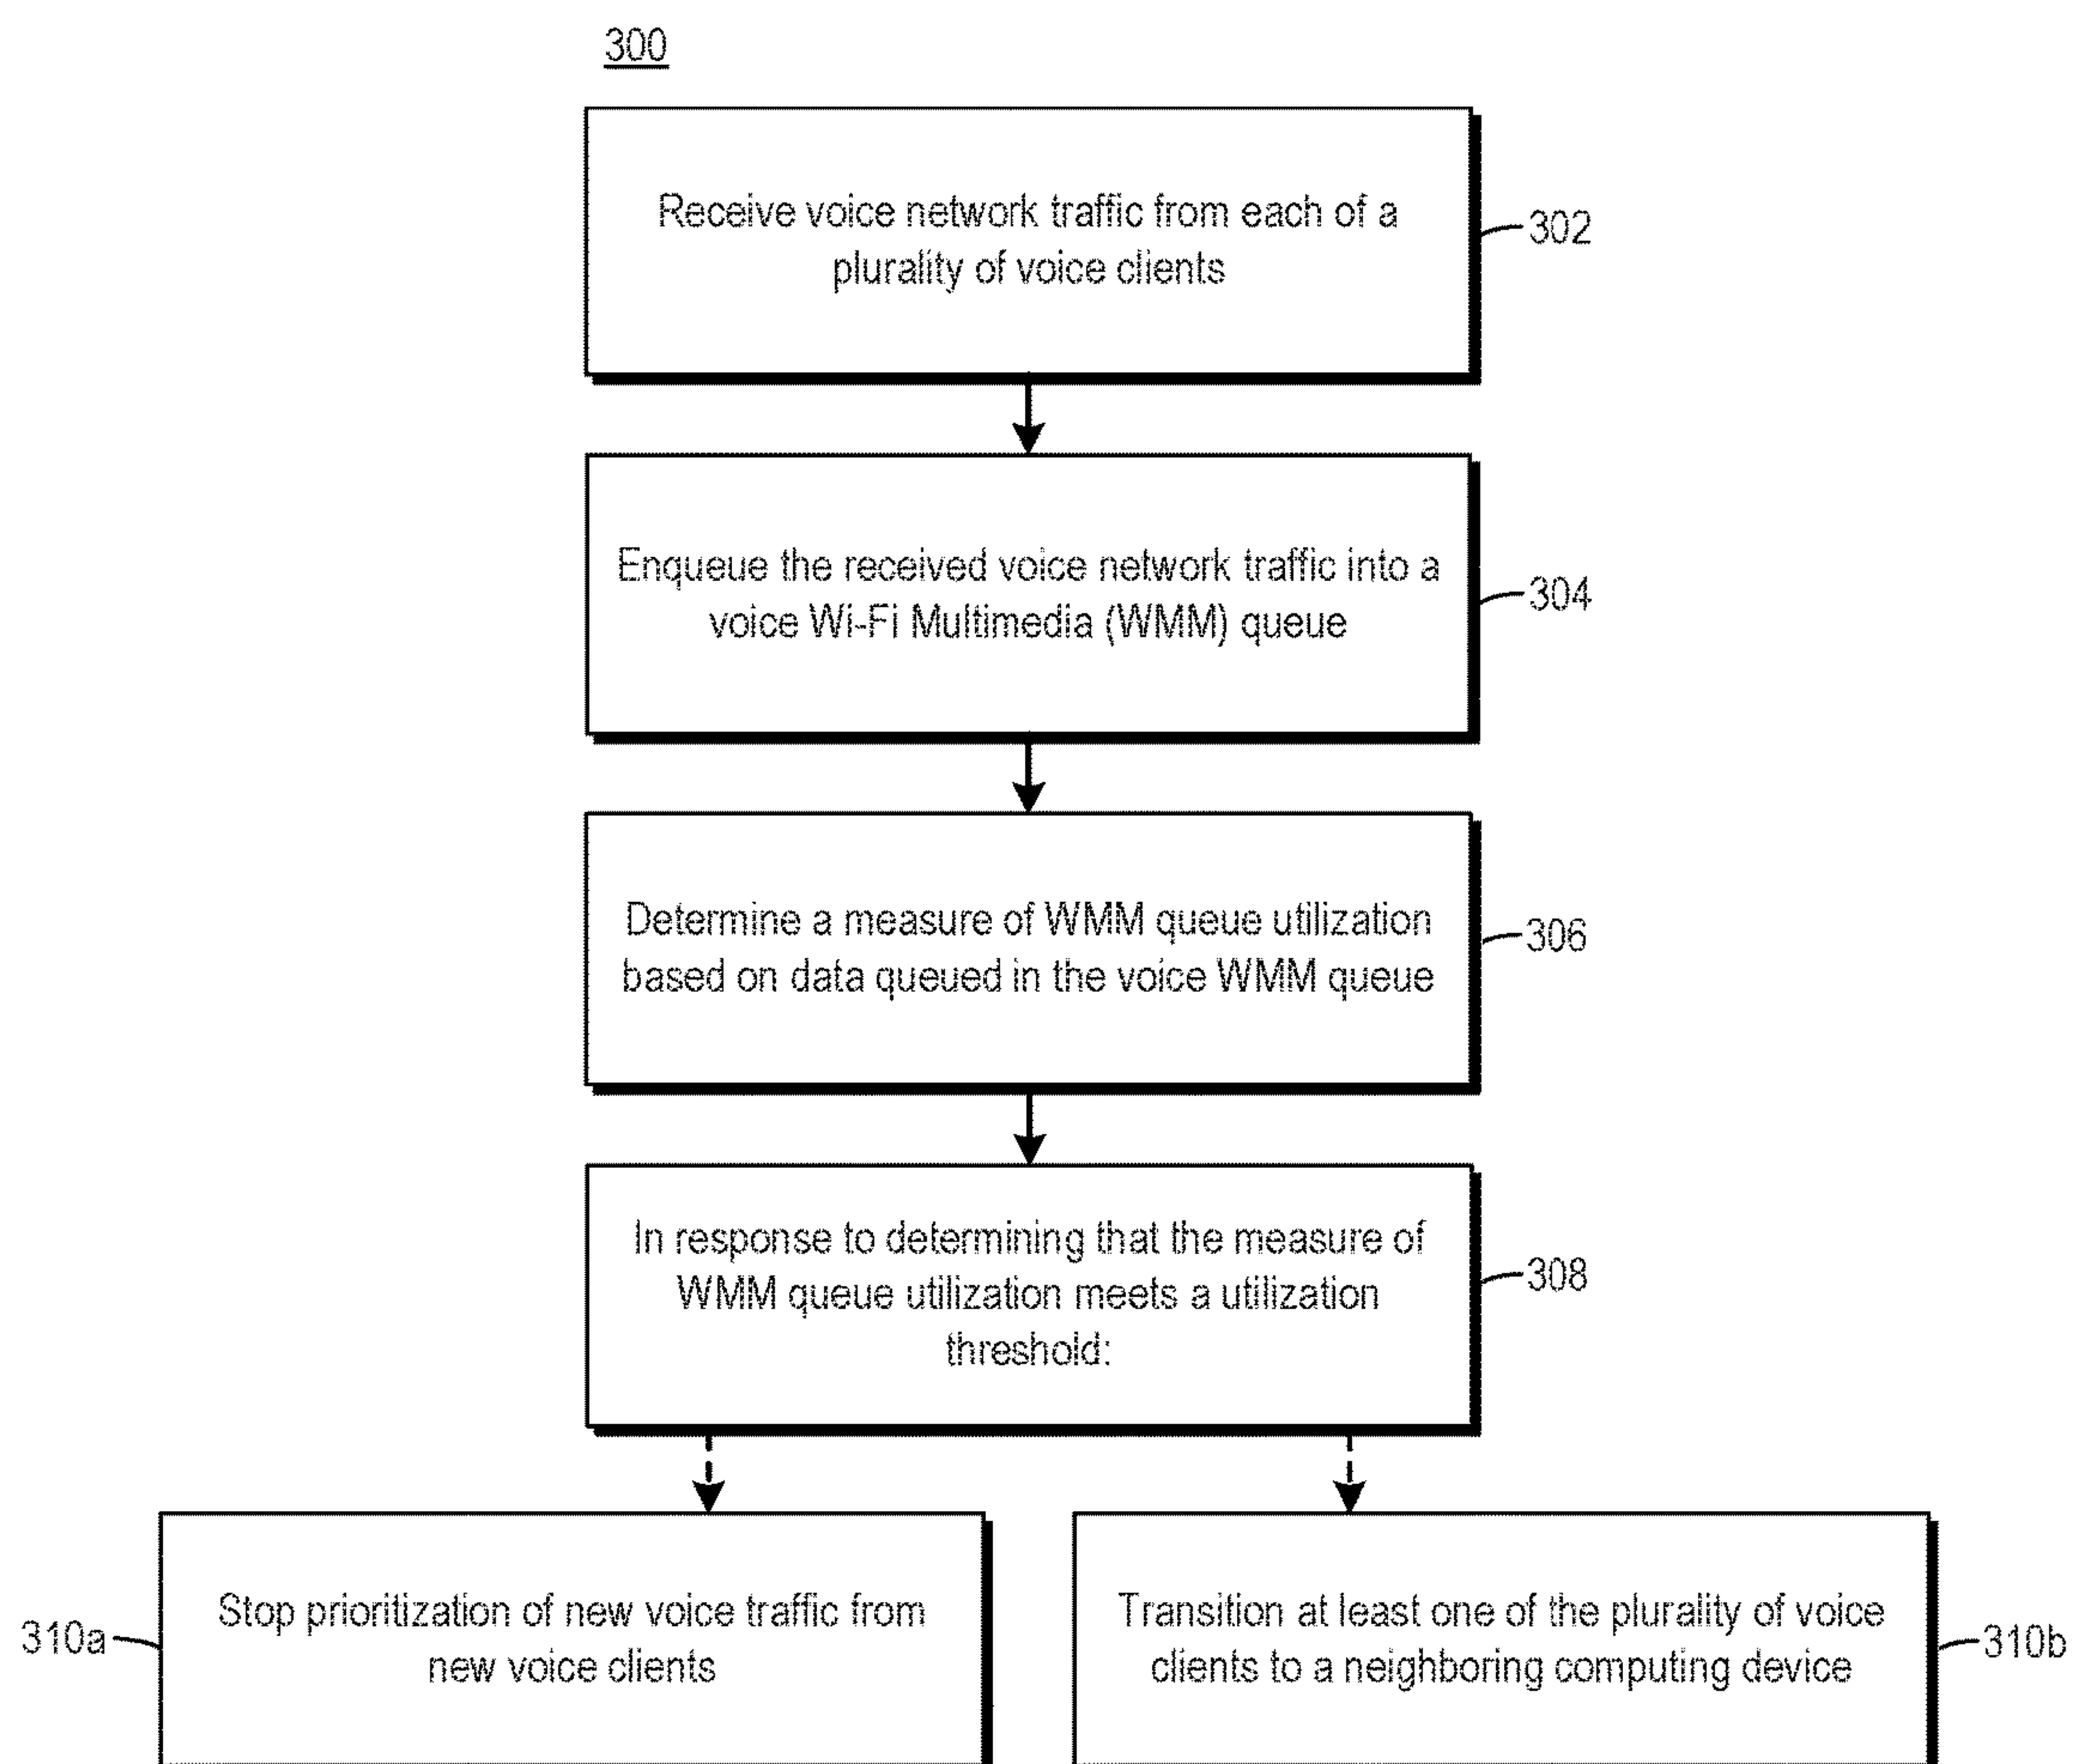 300
Receive voice network traffic from each of a
plurality of voice clients
302
Enqueue the received voice network traffic into a
voice Wi-Fi Multimedia (WMM) queue
304
Determine a measure of WMM queue utilization
based on data queued in the voice WMM queue
306
In response to determining that the measure of
WMM queue utilization meets a utilization
threshold:
308
310a
Stop prioritization of new voice traffic from
new voice clients
Transition at least one of the plurality of voice
clients to a neighboring computing device
310b